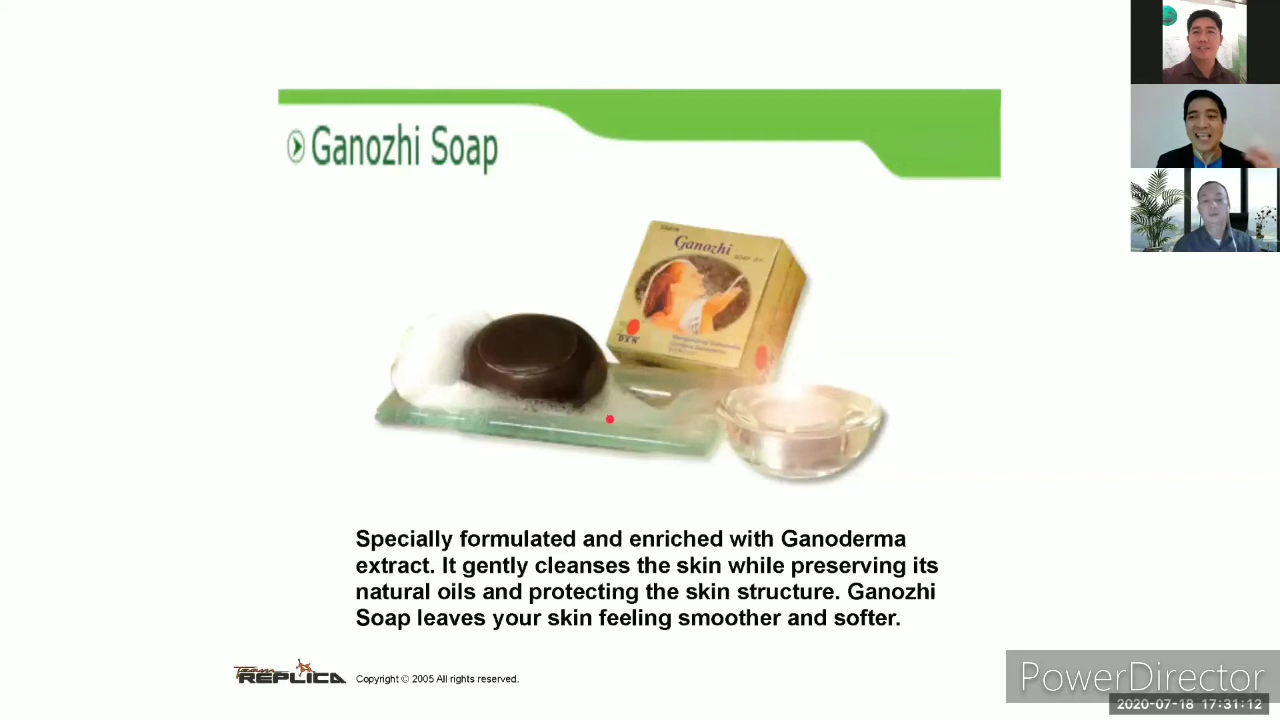 Ganozhi Soap
Ganozhi
SOAP
DXN
Specially formulated and enriched with Ganoderma
extract. It gently cleanses the skin while preserving its
natural oils and protecting the skin structure. Ganozhi
Soap leaves your skin feeling smoother and softer.
Team
REPLICA
Copyright © 2005 All rights reserved.
PowerDirector
2020-07-18 17:31:12